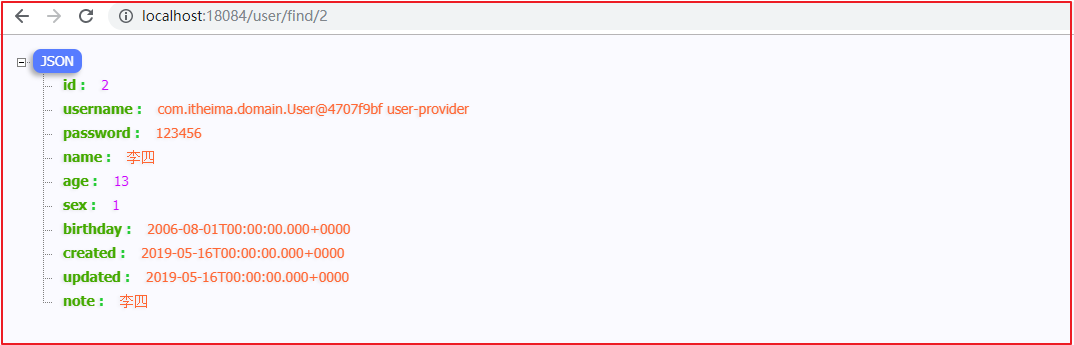 localhost:18084/user/find/2
JSON
id : 2
username : com.itheima.domain.User@4707f9bf user-provider
password : 123456
name : 李四
age : 13
sex : 1
birthday : 2006-08-01T00:00:00.000+0000
created : 2019-05-16T00:00:00.000+0000
updated : 2019-05-16T00:00:00.000+0000
note : 李四